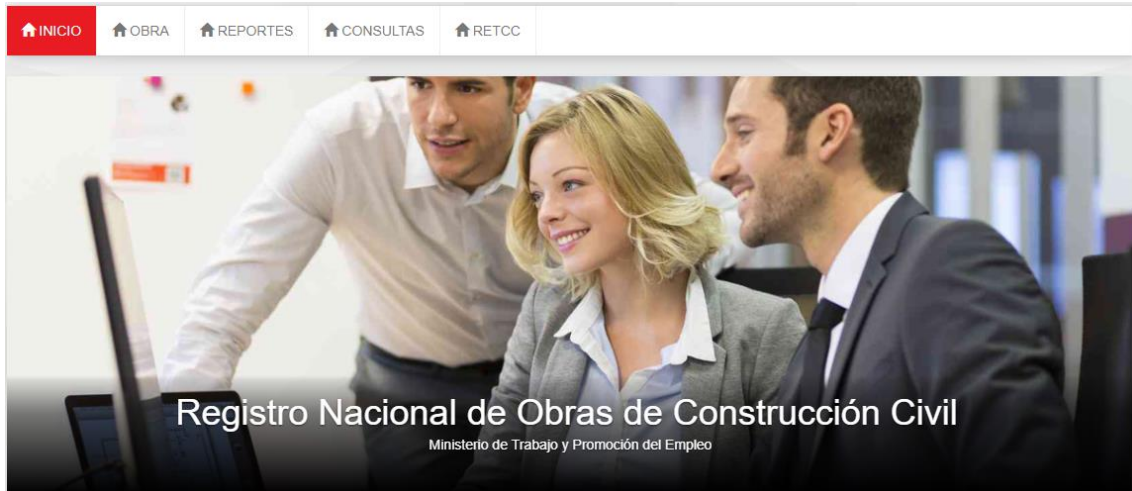 INICIO
OBRA
REPORTES
CONSULTAS
RETCC
Registro Nacional de Obras de Construcción Civil
Ministerio de Trabajo y Promoción del Empleo